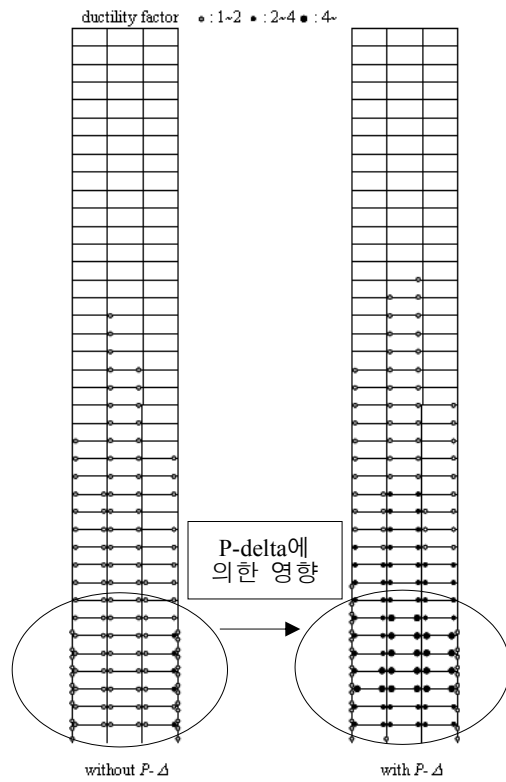 ductility factor ∘ : 1~2 • : 2~4 ● : 4~
P-delta에
의한 영향
without P-Δ
with P-Δ